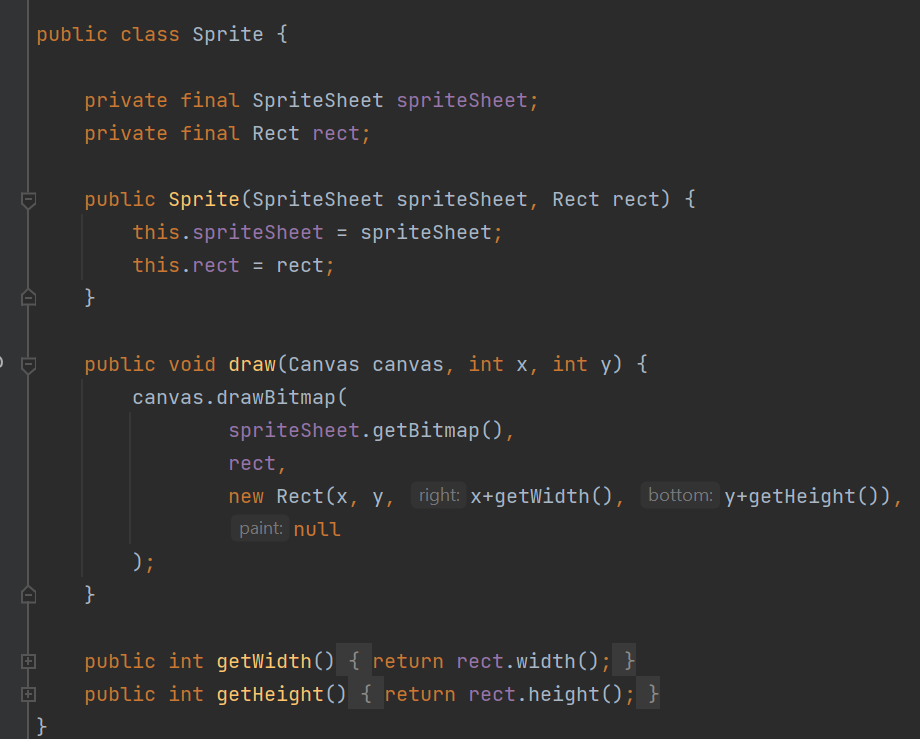 public class Sprite {
private final SpriteSheet spriteSheet;
private final Rect rect;
public Sprite(SpriteSheet spriteSheet, Rect rect) {
this.spriteSheet = spriteSheet;
this.rect = rect;
}
public void draw(Canvas canvas, int x, int y) {
canvas.drawBitmap(
spriteSheet.getBitmap(),
rect,
new Rect(x, y, right: x+getWidth(), bottom: y+getHeight()),
paint: null
);
}
public int getWidth() { return rect.width(); }
public int getHeight() { return rect.height(); }
}